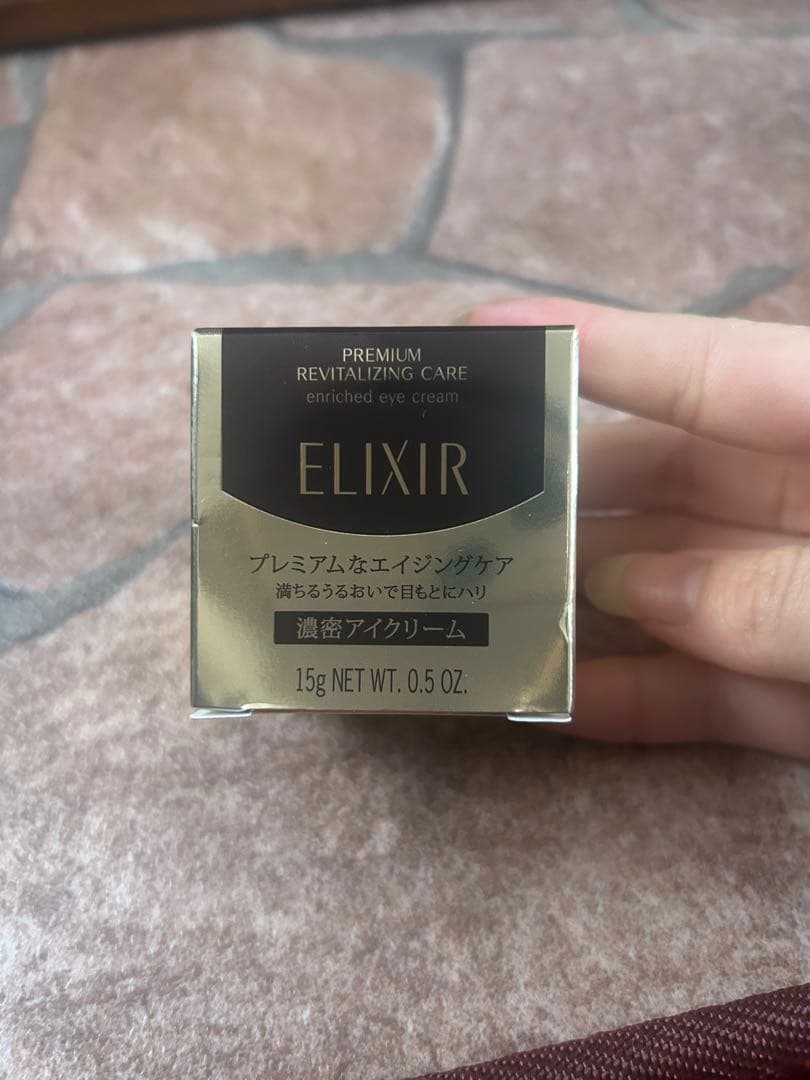 PREMIUM
REVITALIZING CARE
enriched eye cream
ELIXIR
プレミアムなエイジングケア
満ちるうるおいで目もとにハリ
濃密アイクリーム
15g NET WT. 0.5 OZ.